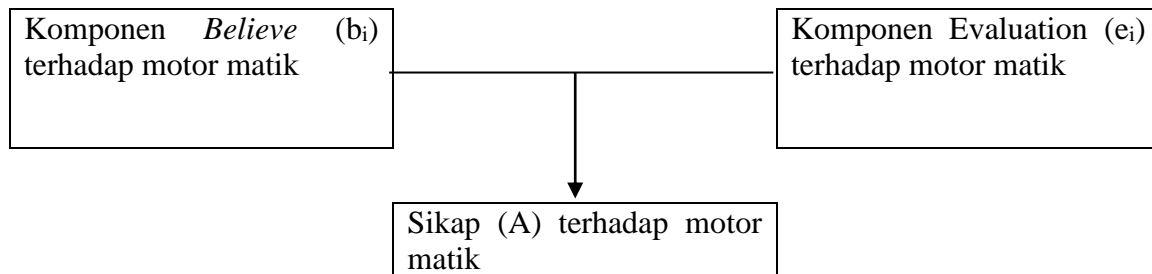 Komponen Believe (bi)
terhadap motor matik
Komponen Evaluation (ei)
terhadap motor matik
Sikap (A) terhadap motor
matik